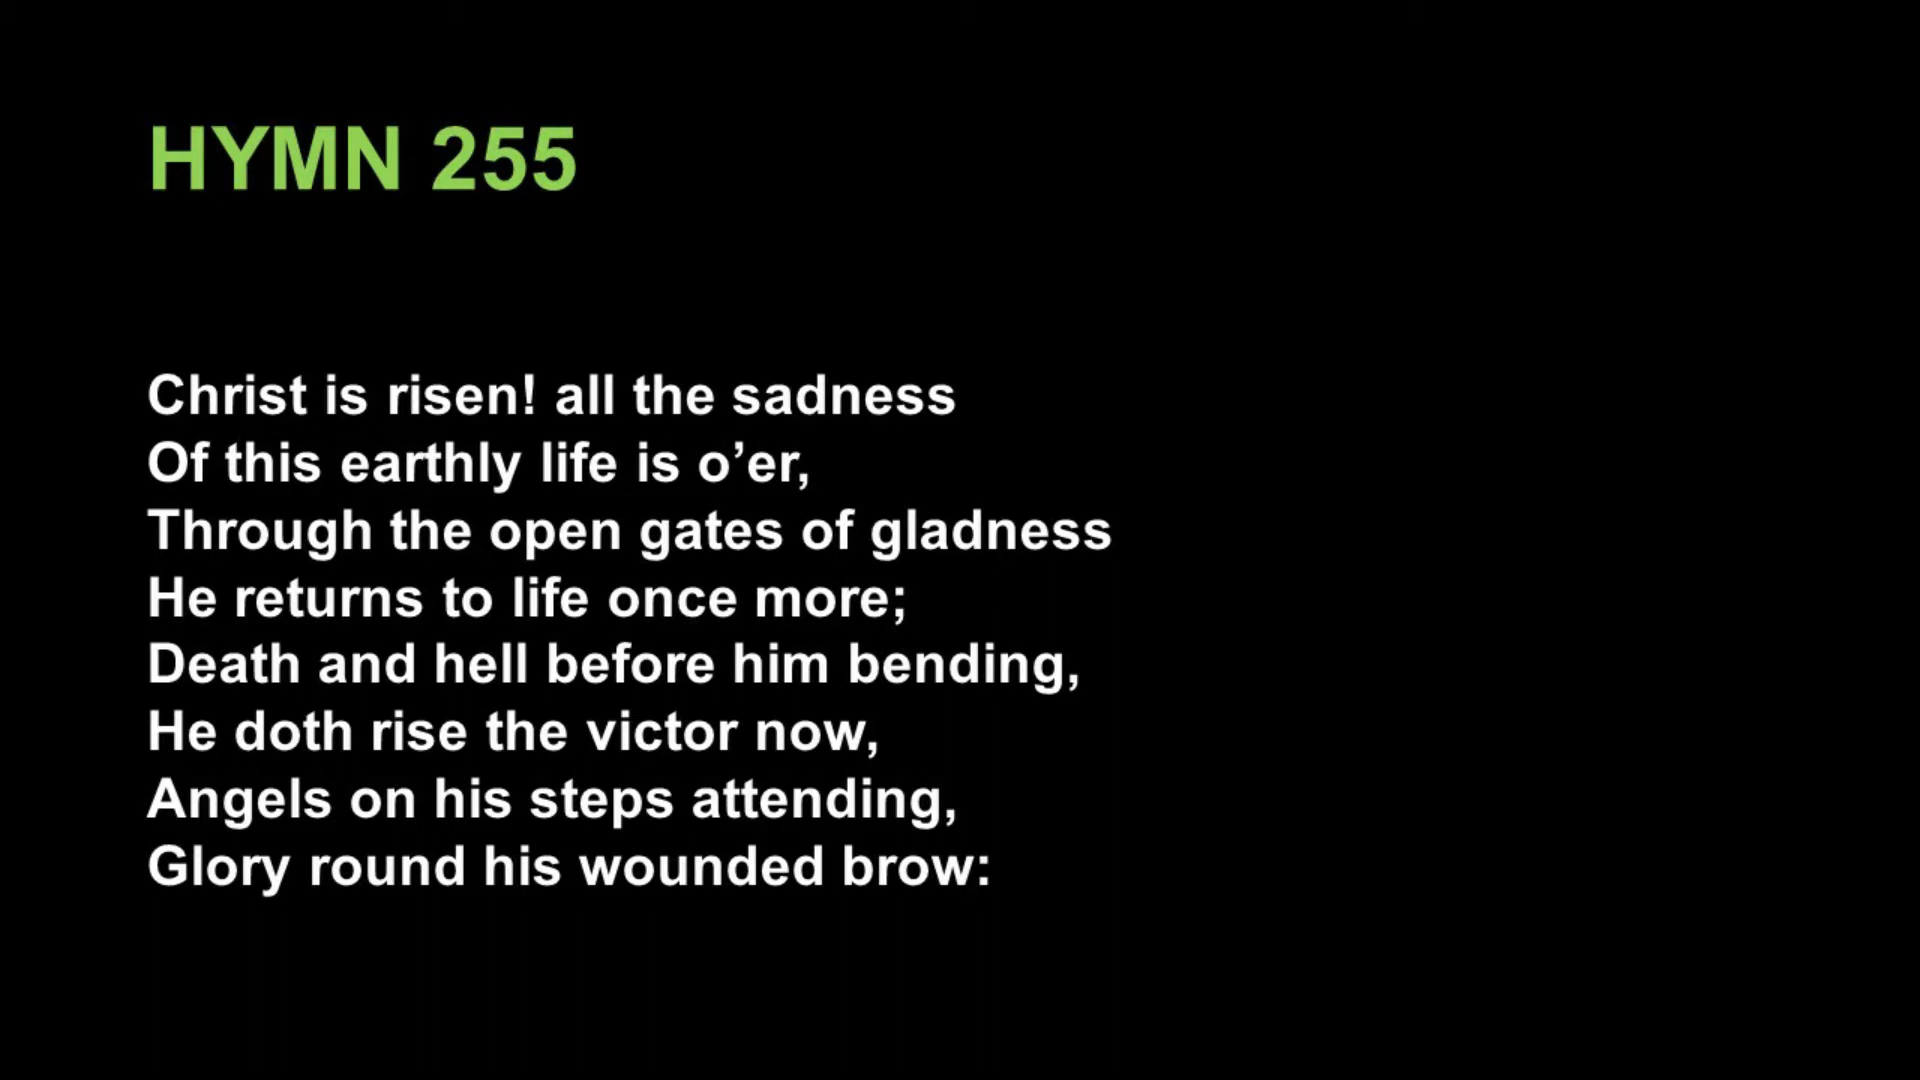 HYMN 255
Christ is risen! all the sadness
Of this earthly life is o’er,
Through the open gates of gladness
He returns to life once more;
Death and hell before him bending,
He doth rise the victor now,
Angels on his steps attending,
Glory round his wounded brow: